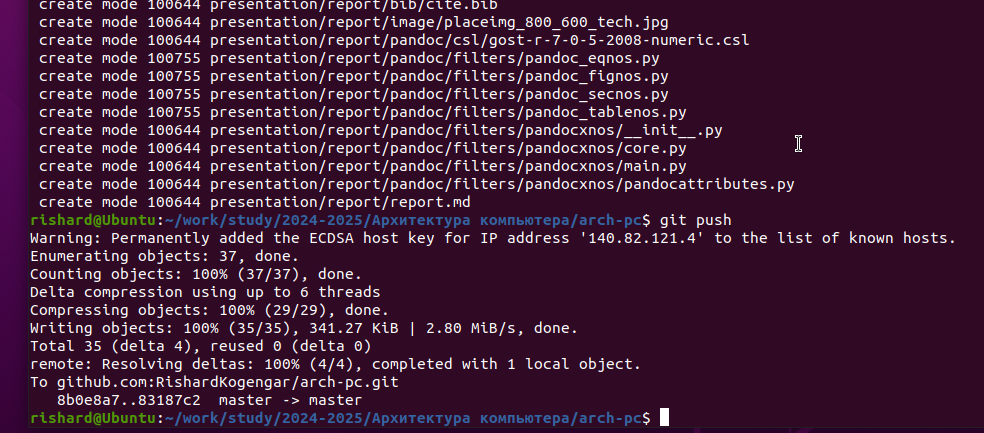 create mode 100644 presentation/report/bib/cite.bib
create mode 100644 presentation/report/image/placeimg_800_600_tech.jpg
create mode 100644 presentation/report/pandoc/csl/gost-r-7-0-5-2008-numeric.csl
create mode 100755 presentation/report/pandoc/filters/pandoc_eqnos.py
create mode 100755 presentation/report/pandoc/filters/pandoc_fignos.py
create mode 100755 presentation/report/pandoc/filters/pandoc_secnos.py
create mode 100755 presentation/report/pandoc/filters/pandoc_tablenos.py
create mode 100644 presentation/report/pandoc/filters/pandocxnos/__init__.py
create mode 100644 presentation/report/pandoc/filters/pandocxnos/core.py
create mode 100644 presentation/report/pandoc/filters/pandocxnos/main.py
create mode 100644 presentation/report/pandoc/filters/pandocxnos/pandocattributes.py
create mode 100644 presentation/report/report.md
rishard@Ubuntu:~/work/study/2024-2025/Архитектура компьютера/arch-pc$ git push
Warning: Permanently added the ECDSA host key for IP address '140.82.121.4' to the list of known hosts.
Enumerating objects: 37, done.
Counting objects: 100% (37/37), done.
Delta compression using up to 6 threads
Compressing objects: 100% (29/29), done.
Writing objects: 100% (35/35), 341.27 KiB | 2.80 MiB/s, done.
Total 35 (delta 4), reused 0 (delta 0)
remote: Resolving deltas: 100% (4/4), completed with 1 local object.
To github.com:RishardKogengar/arch-pc.git
8b0e8a7..83187c2  master -> master
rishard@Ubuntu:~/work/study/2024-2025/Архитектура компьютера/arch-pc$